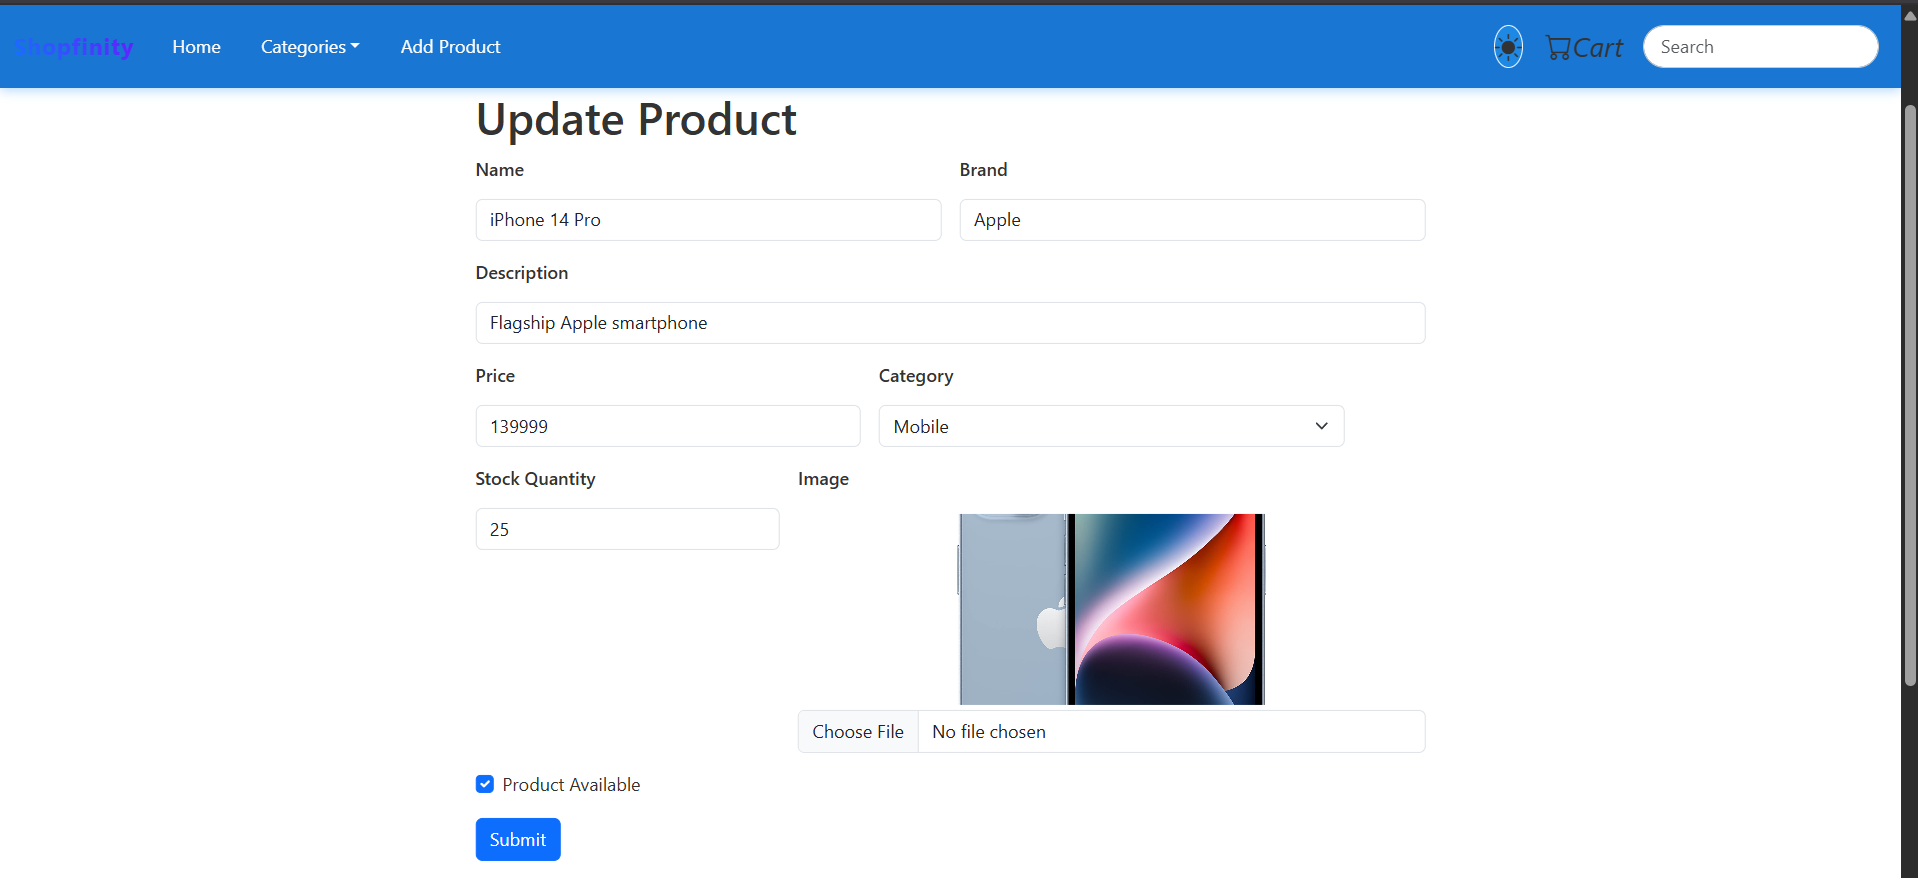 Shopfinity Home Categories Add Product Cart Search
Update Product
Name Brand
iPhone 14 Pro Apple
Description
Flagship Apple smartphone
Price Category
139999 Mobile
Stock Quantity Image
25
Choose File No file chosen
Product Available
Submit